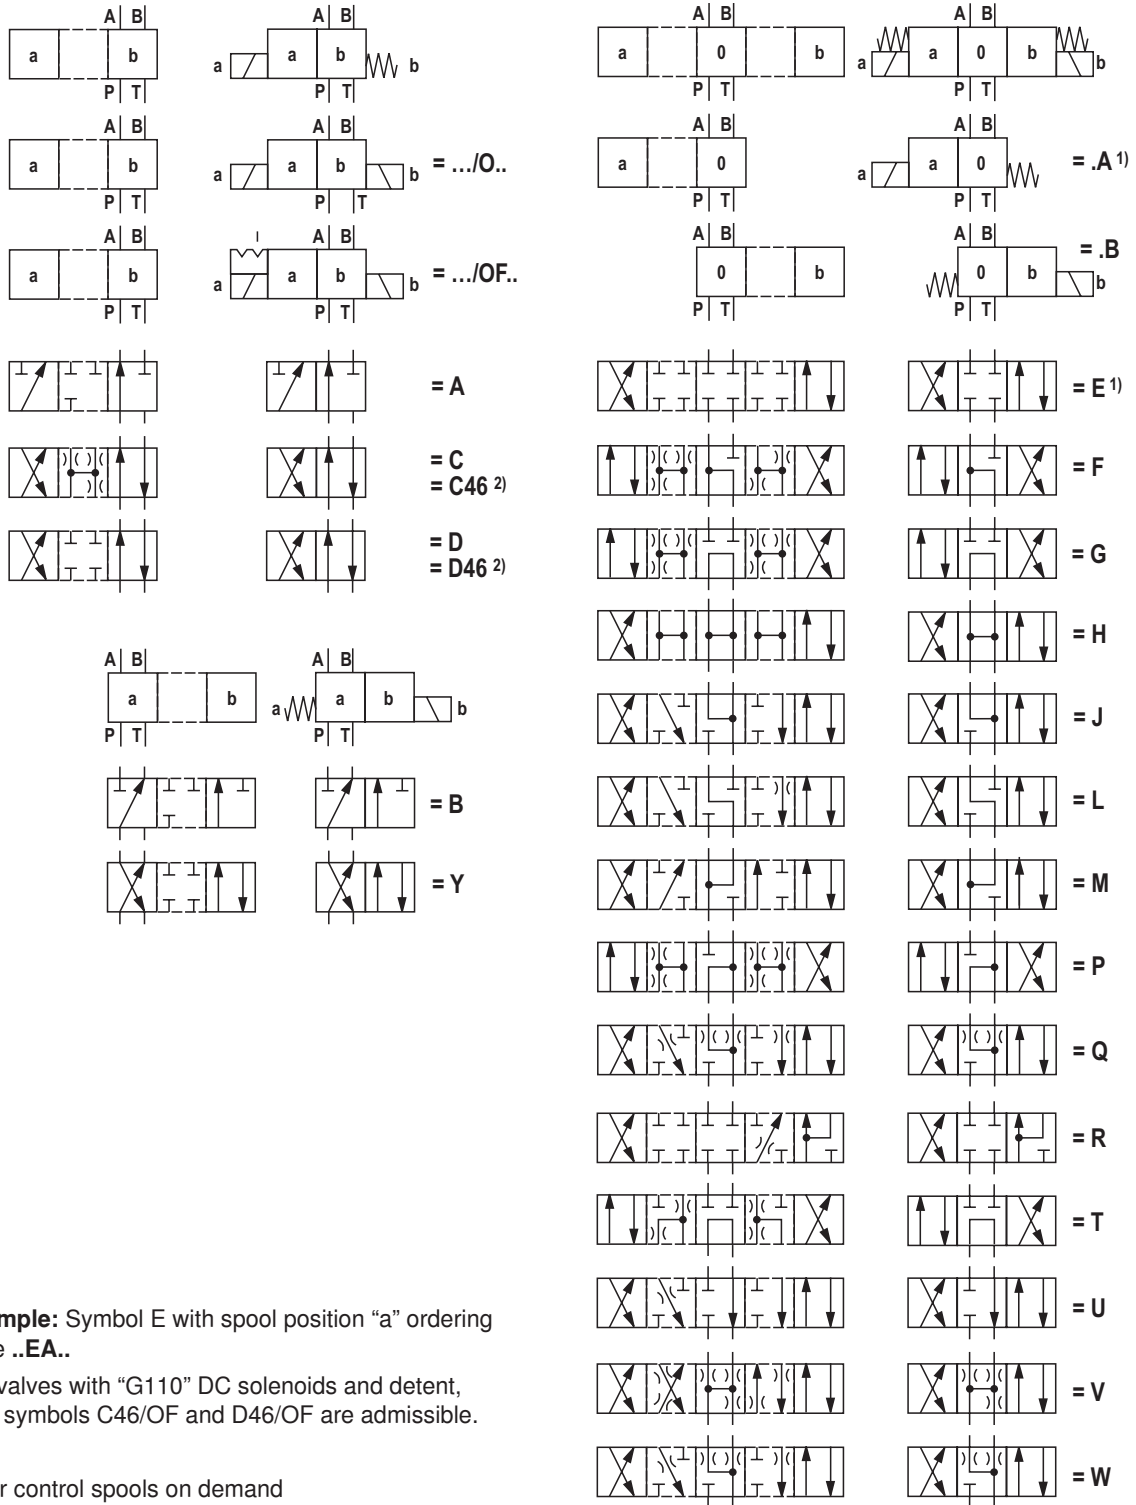 A B
a b
P T
A B
a a b b
P T
A B
a b
P T
A B
a a b b = .../O..
P T
A B
a b
P T
A B
a a b b = .../OF..
P T
= A
= C
= C46 2)
= D
= D46 2)
A B
a b
P T
A B
a a b b
P T
= B
= Y
A B
a 0 b
P T
A B
a a 0 b b
P T
A B
a 0
P T
A B
a a 0 = .A 1)
P T
A B
0 b
P T
A B = .B
0 b b
P T
= E 1)
= F
= G
= H
= J
= L
= M
= P
= Q
= R
= T
= U
= V
= W
mple: Symbol E with spool position “a” ordering
e ..EA..
valves with “G110” DC solenoids and detent,
symbols C46/OF and D46/OF are admissible.
r control spools on demand